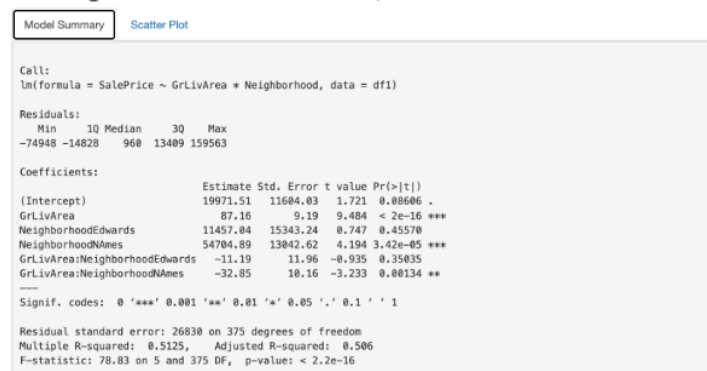 Model Summary Scatter Plot
Call:
lm(formula = SalePrice ~ GrLivArea * Neighborhood, data = df1)
Residuals:
Min 1Q Median 3Q Max
-74948 -14828 960 13409 159563
Coefficients:
Estimate Std. Error t value Pr(>|t|)
(Intercept) 19971.51 11604.03 1.721 0.08606 .
GrLivArea 87.16 9.19 9.484 < 2e-16 ***
NeighborhoodEdwards 11457.04 15343.24 0.747 0.45570
NeighborhoodNAmes 54704.89 13042.62 4.194 3.42e-05 ***
GrLivArea:NeighborhoodEdwards -11.19 11.96 -0.935 0.35035
GrLivArea:NeighborhoodNAmes -32.85 10.16 -3.233 0.00134 **
---
Signif. codes: 0 ‘***’ 0.001 ‘**’ 0.01 ‘*’ 0.05 ‘.’ 0.1 ‘ ’ 1
Residual standard error: 26830 on 375 degrees of freedom
Multiple R-squared: 0.5125, Adjusted R-squared: 0.506
F-statistic: 78.83 on 5 and 375 DF, p-value: < 2.2e-16